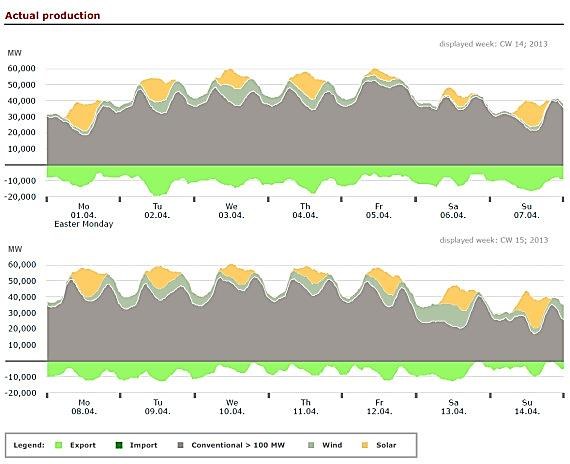 Actual production
displayed week: CW 14; 2013
MW
60,000
50,000
40,000
30,000
20,000
10,000
-10,000
-20,000
Mo Tu We Th Fr Sa Su
01.04. 02.04. 03.04. 04.04. 05.04. 06.04. 07.04.
Easter Monday
displayed week: CW 15; 2013
MW
60,000
50,000
40,000
30,000
20,000
10,000
-10,000
-20,000
Mo Tu We Th Fr Sa Su
08.04. 09.04. 10.04. 11.04. 12.04. 13.04. 14.04.
Legend: Export Import Conventional > 100 MW Wind Solar